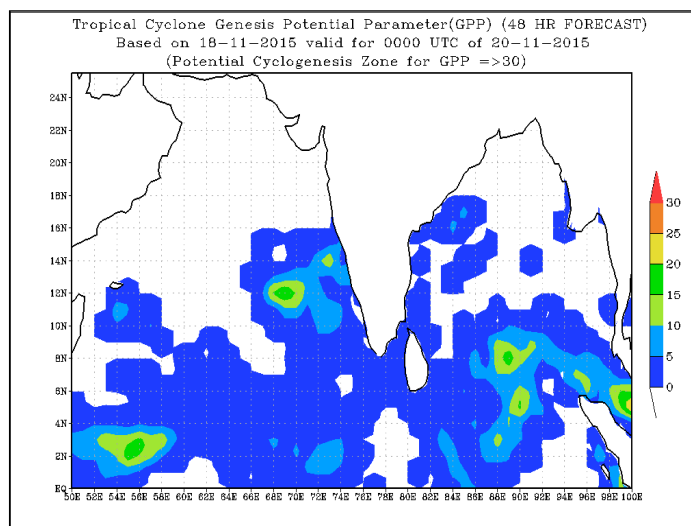 Tropical Cyclone Genesis Potential Parameter(GPP) (48 HR FORECAST)
Based on 18-11-2015 valid for 0000 UTC of 20-11-2015
(Potential Cyclogenesis Zone for GPP =>30)
24N
22N
20N
18N
16N
14N
12N
10N
8N
6N
4N
2N
EQ
50E 52E 54E 56E 58E 60E 62E 64E 66E 68E 70E 72E 74E 76E 78E 80E 82E 84E 86E 88E 90E 92E 94E 96E 98E 100E
30
25
20
15
10
5
0